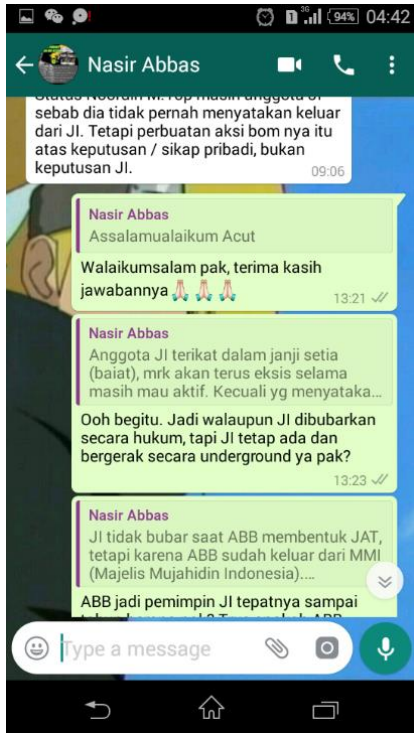 1
3G
94%
04:42
Nasir Abbas
Status Noordin M.Top masih anggota JI
sebab dia tidak pernah menyatakan keluar
dari JI. Tetapi perbuatan aksi bom nya itu
atas keputusan / sikap pribadi, bukan
keputusan JI.
09:06
Nasir Abbas
Assalamualaikum Acut
Walaikumsalam pak, terima kasih
jawabannya 🙏🏻 🙏🏻 🙏🏻
13:21
Nasir Abbas
Anggota JI terikat dalam janji setia
(baiat), mrk akan terus eksis selama
masih mau aktif. Kecuali yg menyataka...
Ooh begitu. Jadi walaupun JI dibubarkan
secara hukum, tapi JI tetap ada dan
bergerak secara underground ya pak?
13:23
Nasir Abbas
JI tidak bubar saat ABB membentuk JAT,
tetapi karena ABB sudah keluar dari MMI
(Majelis Mujahidin Indonesia)....
ABB jadi pemimpin JI tepatnya sampai
Type a message